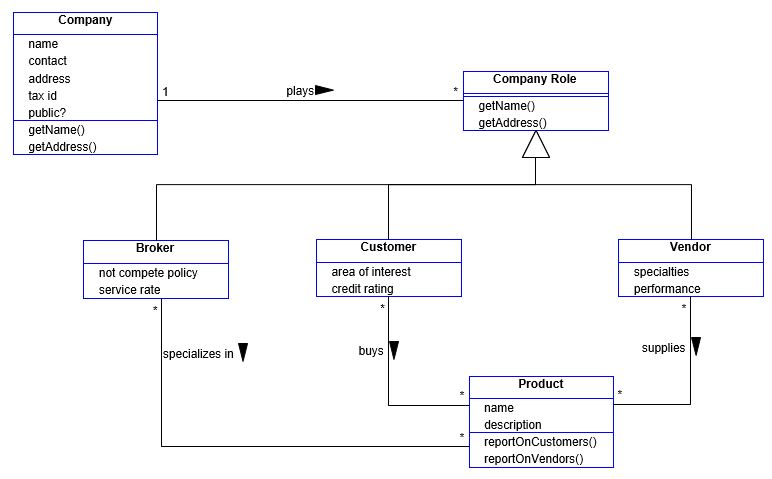 Company
name
contact
address
tax id
public?
getName()
getAddress()
1
plays
*
Company Role
getName()
getAddress()
Broker
not compete policy
service rate
Customer
area of interest
credit rating
Vendor
specialties
performance
*
*
*
specializes in
buys
supplies
*
*
*
Product
name
description
reportOnCustomers()
reportOnVendors()